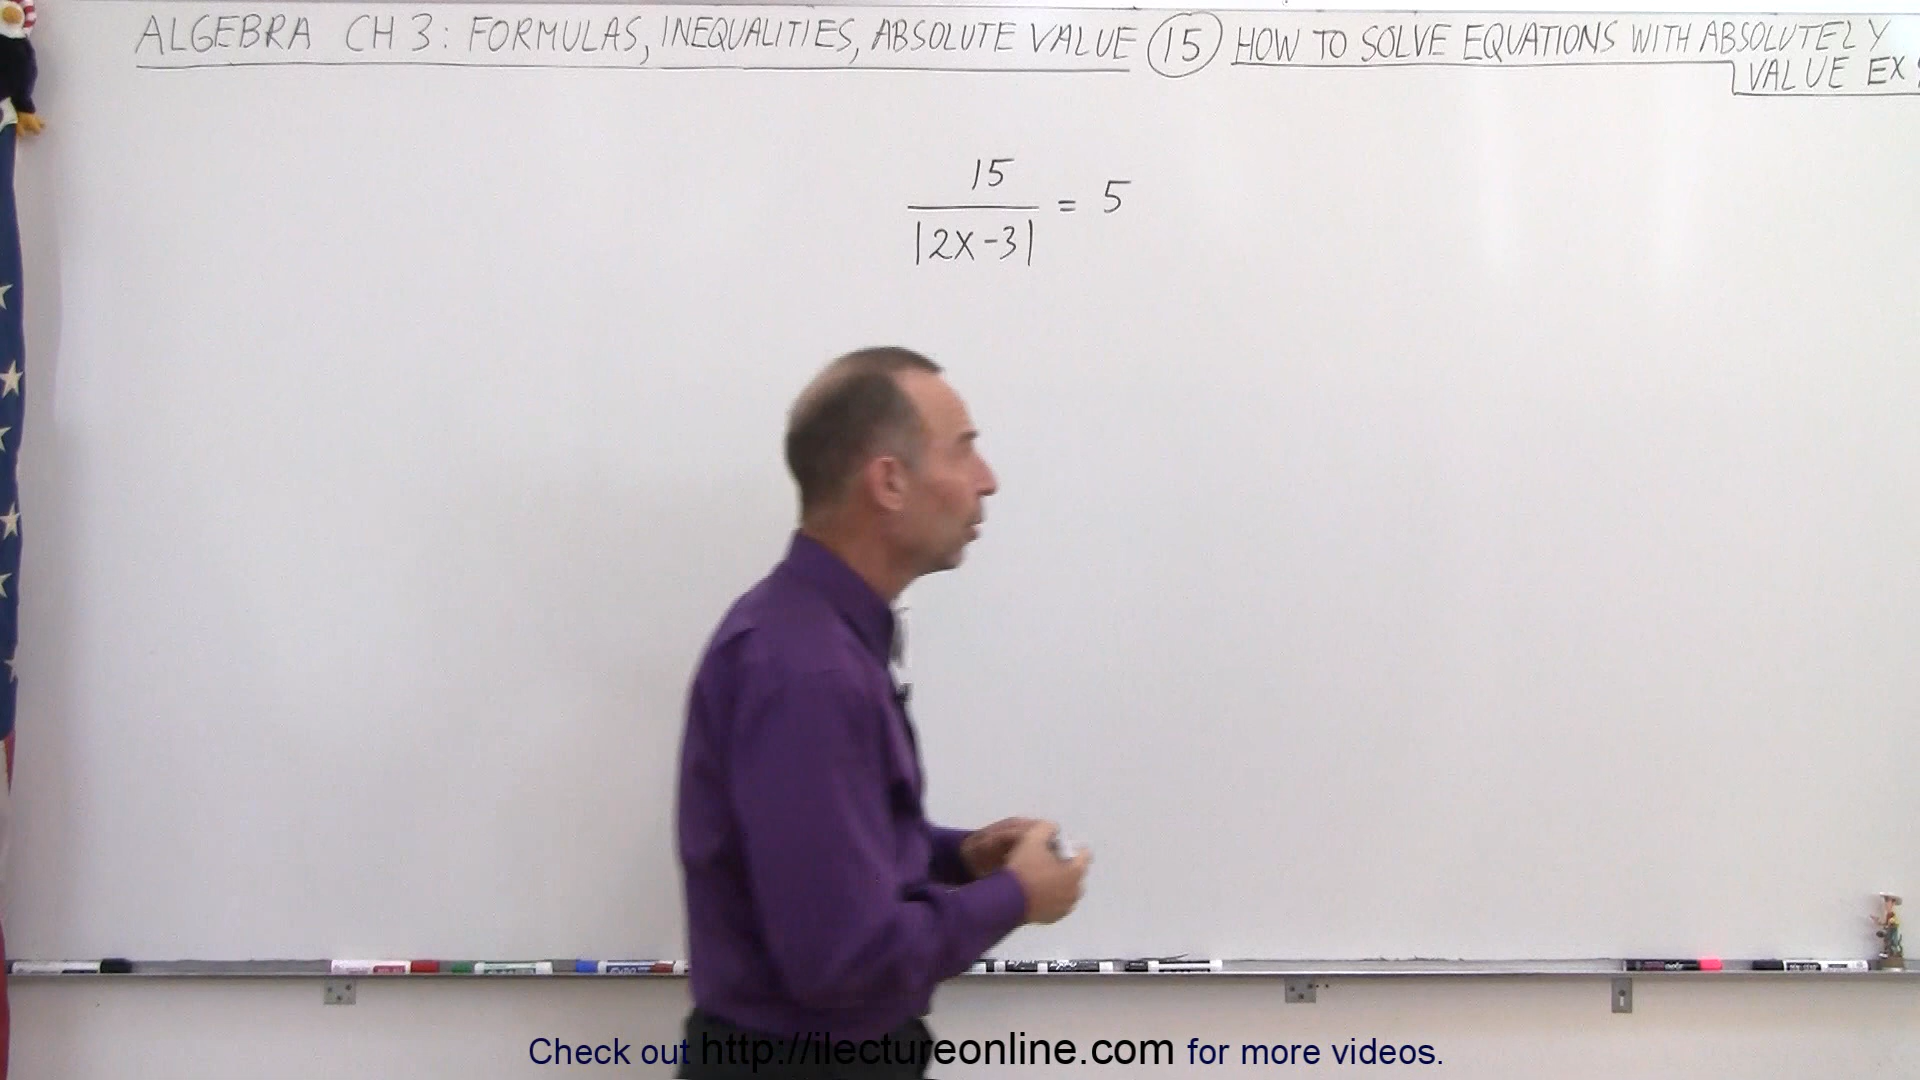 ALGEBRA CH 3: FORMULAS, INEQUALITIES, ABSOLUTE VALUE 15 HOW TO SOLVE EQUATIONS WITH ABSOLUTELY
VALUE EX
15
|2X-3|
= 5
Check out http://ilectureonline.com for more videos.